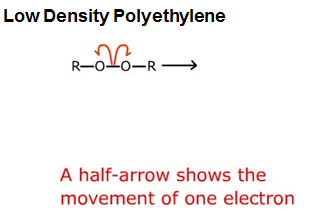 Low Density Polyethylene
R—O—O—R
A half-arrow shows the
movement of one electron